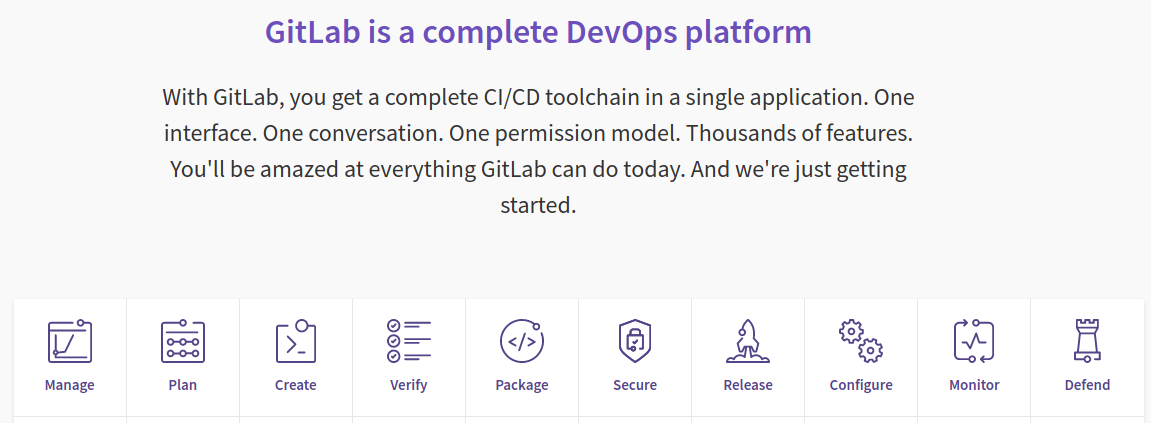 GitLab is a complete DevOps platform
With GitLab, you get a complete CI/CD toolchain in a single application. One
interface. One conversation. One permission model. Thousands of features.
You'll be amazed at everything GitLab can do today. And we're just getting
started.
Manage Plan Create Verify Package Secure Release Configure Monitor Defend